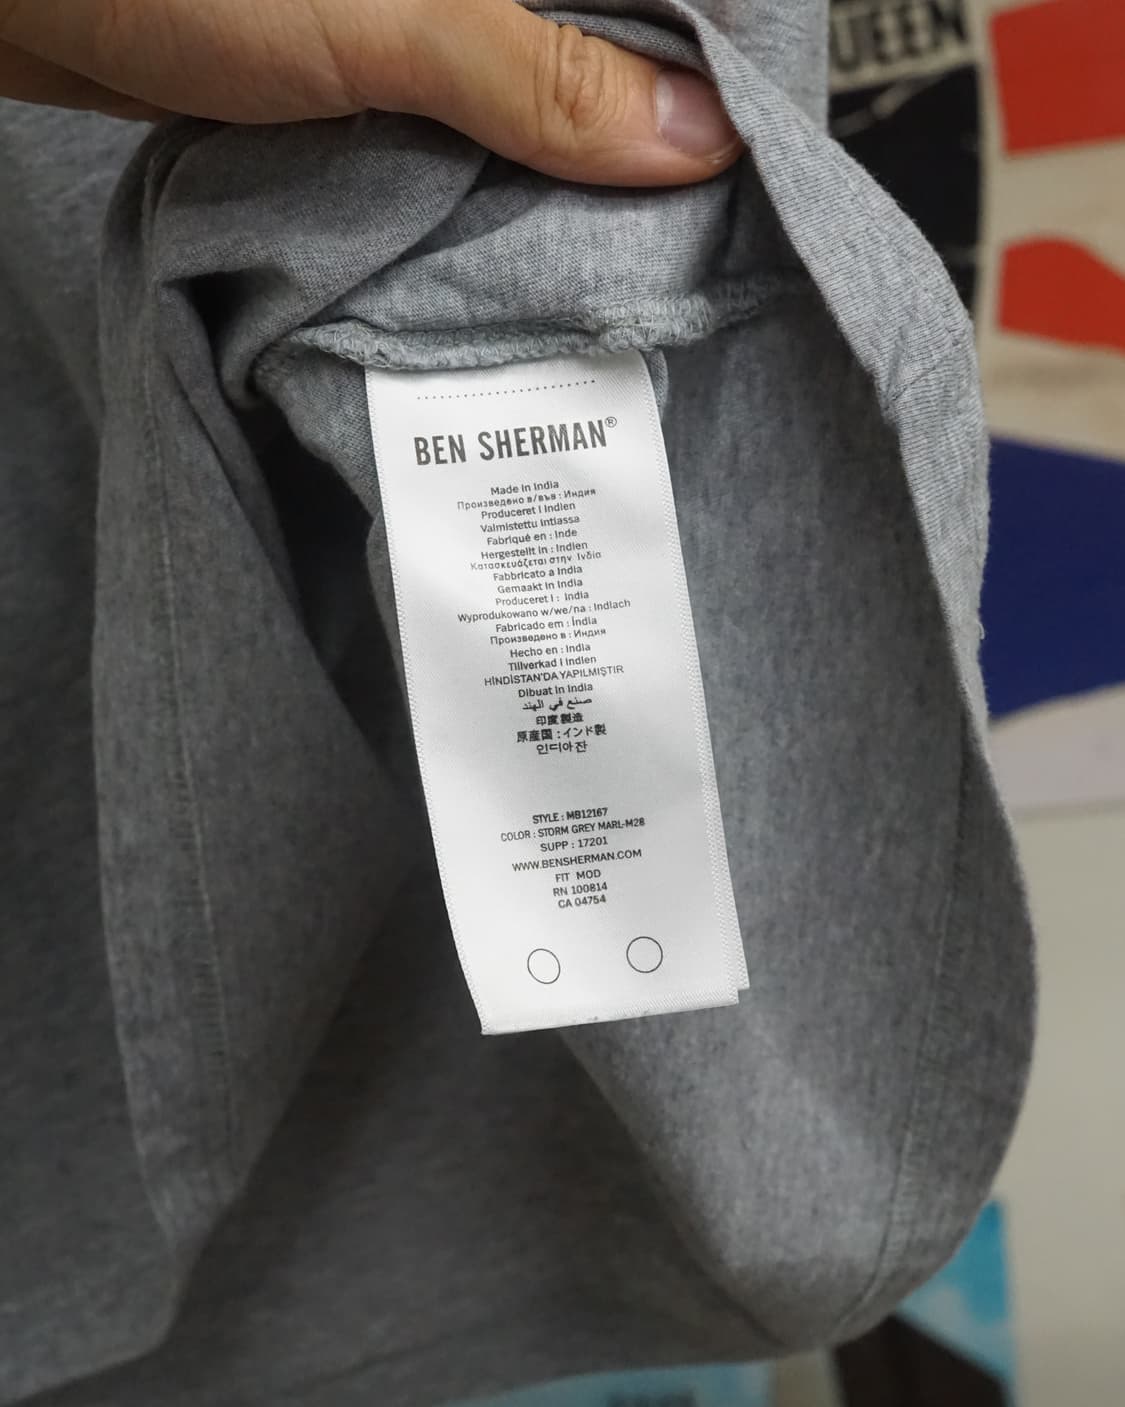 UEEN
BEN SHERMAN®
Made in India
Произведено в/във : Индия
Produceret I Indien
Valmistettu Intiassa
Fabriqué en : Inde
Hergestellt in : Indien
Κατασκευάζεται στην Ινδία
Fabbricato a India
Gemaakt in India
Produceret I : India
Wyprodukowano w/we/na : Indiach
Fabricado em : Índia
Произведено в : Индия
Hecho en : India
Tillverkad I Indien
HİNDİSTAN'DA YAPILMIŞTIR
Dibuat in India
صنع في الهند
印度製造
原産国 : インド製
인디아잔
STYLE : MB12167
COLOR : STORM GREY MARL-M28
SUPP : 17201
WWW.BENSHERMAN.COM
FIT MOD
RN 100814
CA 04754